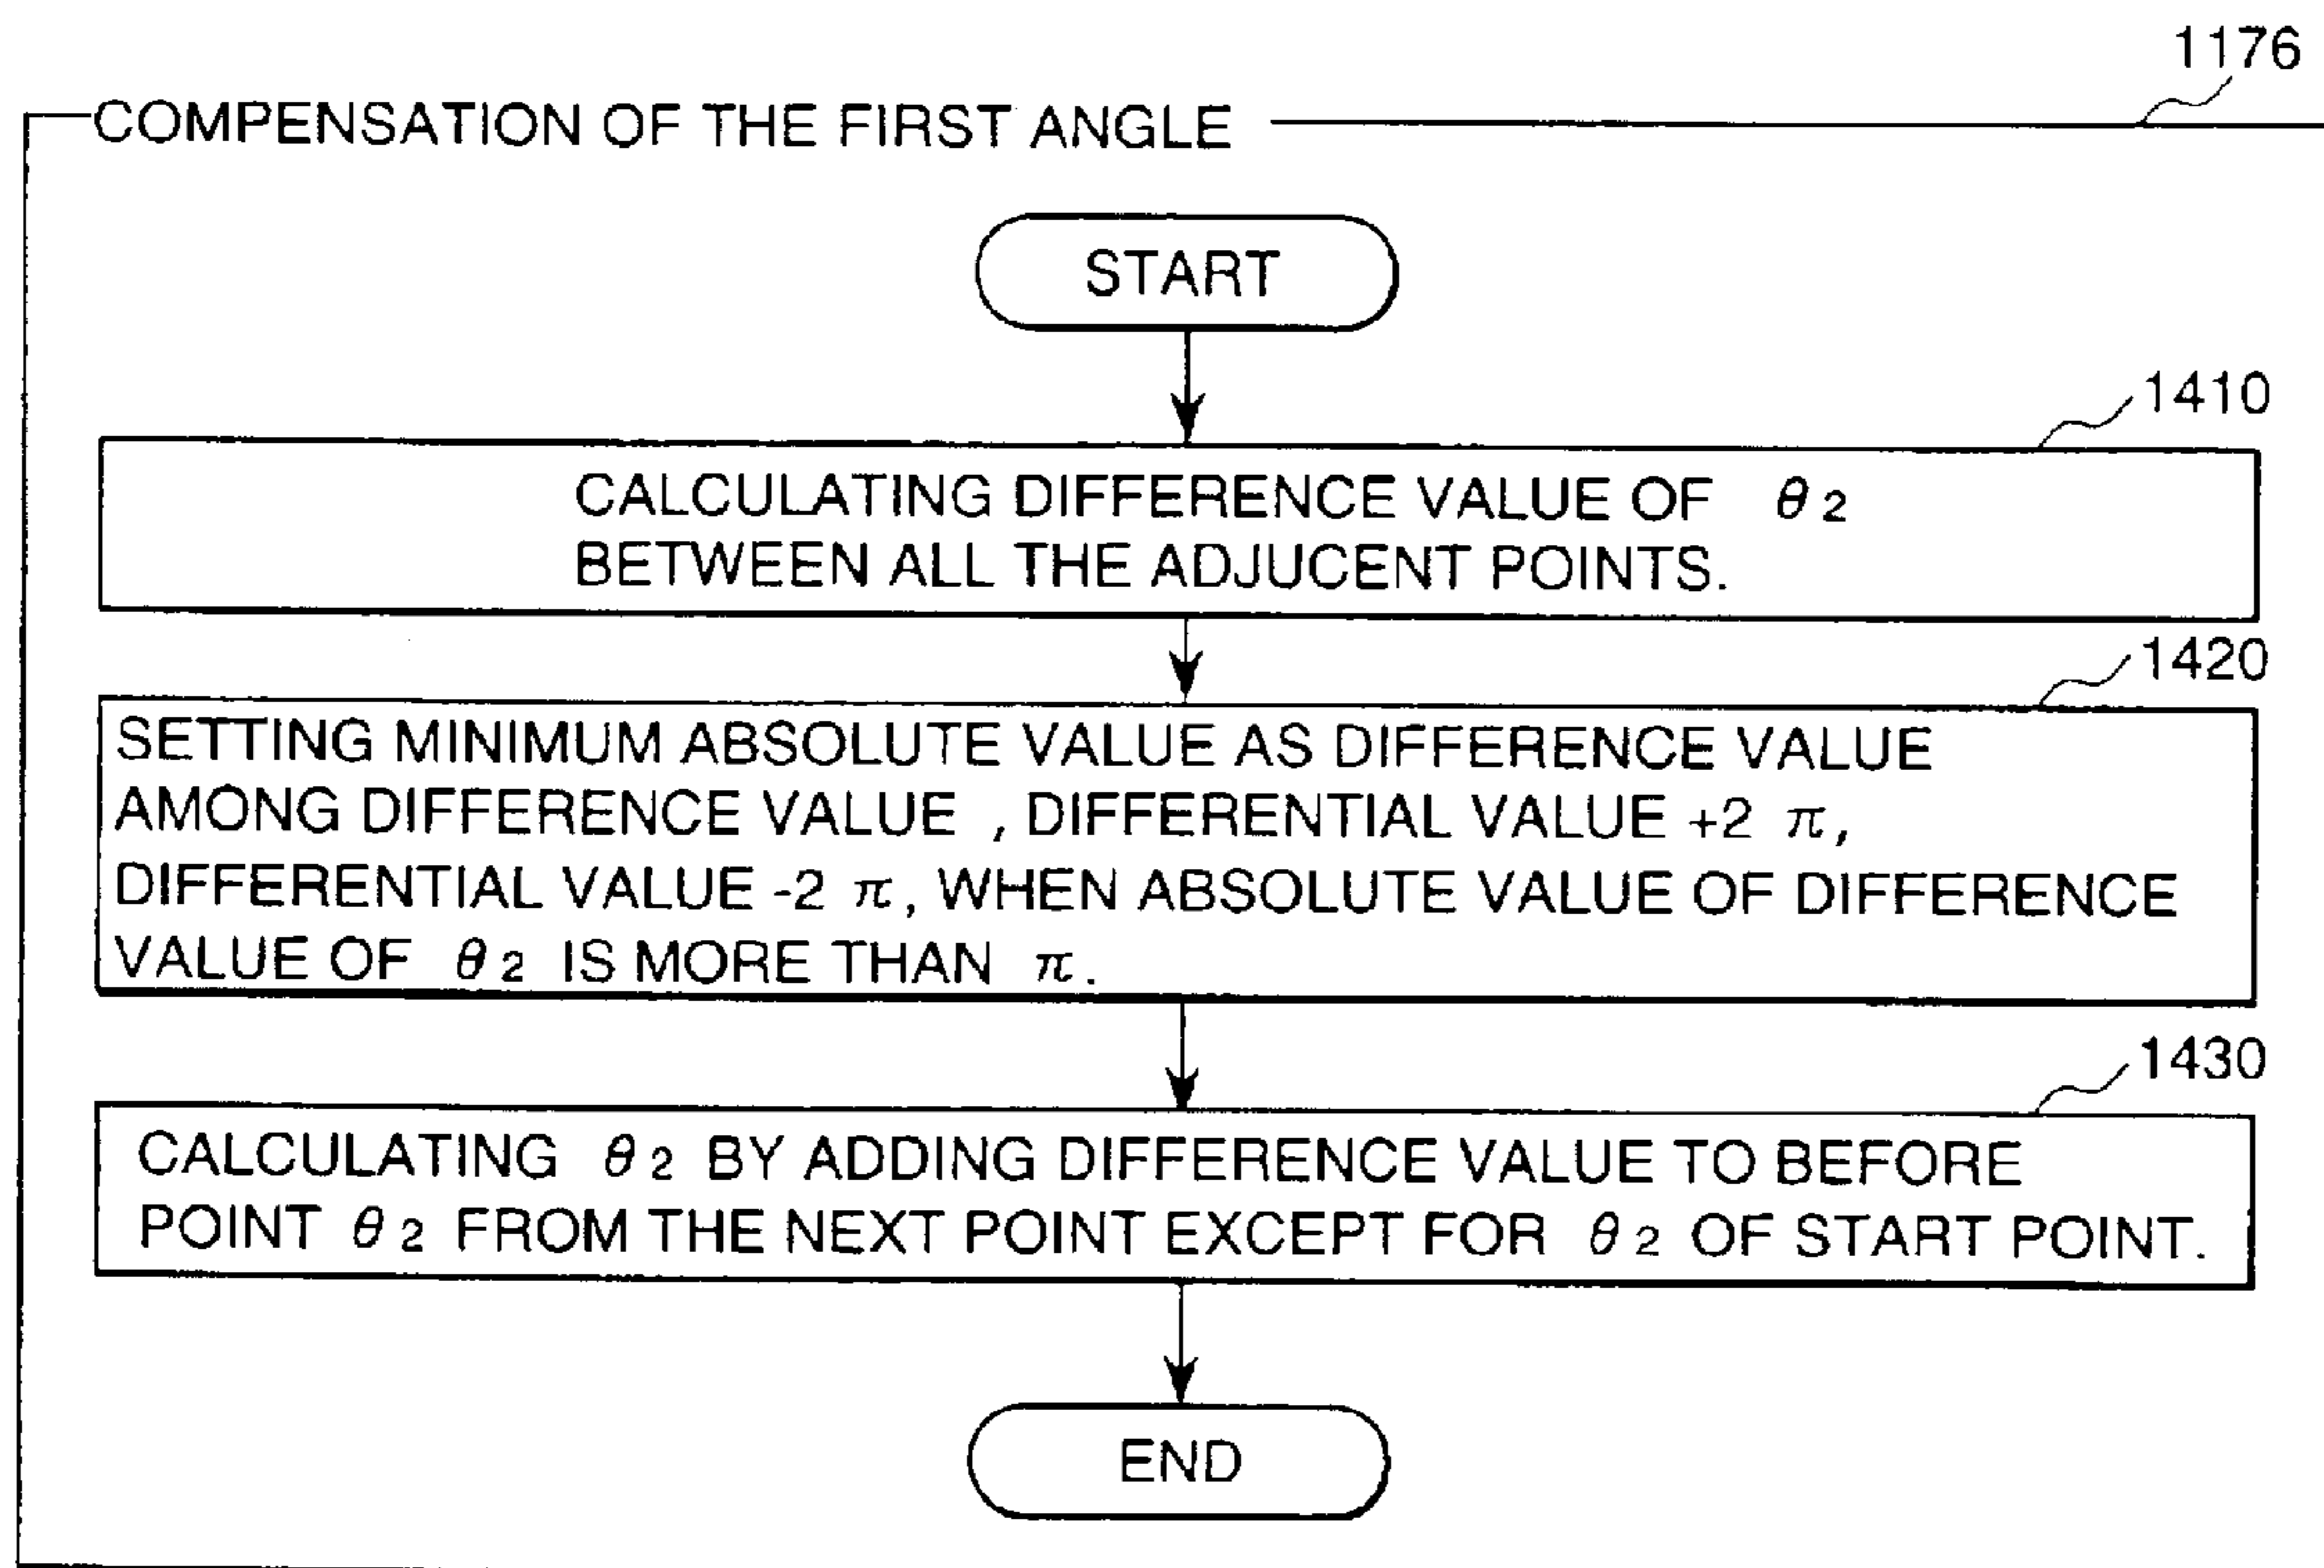 1176
COMPENSATION OF THE FIRST ANGLE
START
1410
CALCULATING DIFFERENCE VALUE OF θ2
BETWEEN ALL THE ADJUCENT POINTS.
1420
SETTING MINIMUM ABSOLUTE VALUE AS DIFFERENCE VALUE
AMONG DIFFERENCE VALUE , DIFFERENTIAL VALUE +2 π,
DIFFERENTIAL VALUE -2 π, WHEN ABSOLUTE VALUE OF DIFFERENCE
VALUE OF θ2 IS MORE THAN π.
1430
CALCULATING θ2 BY ADDING DIFFERENCE VALUE TO BEFORE
POINT θ2 FROM THE NEXT POINT EXCEPT FOR θ2 OF START POINT.
END